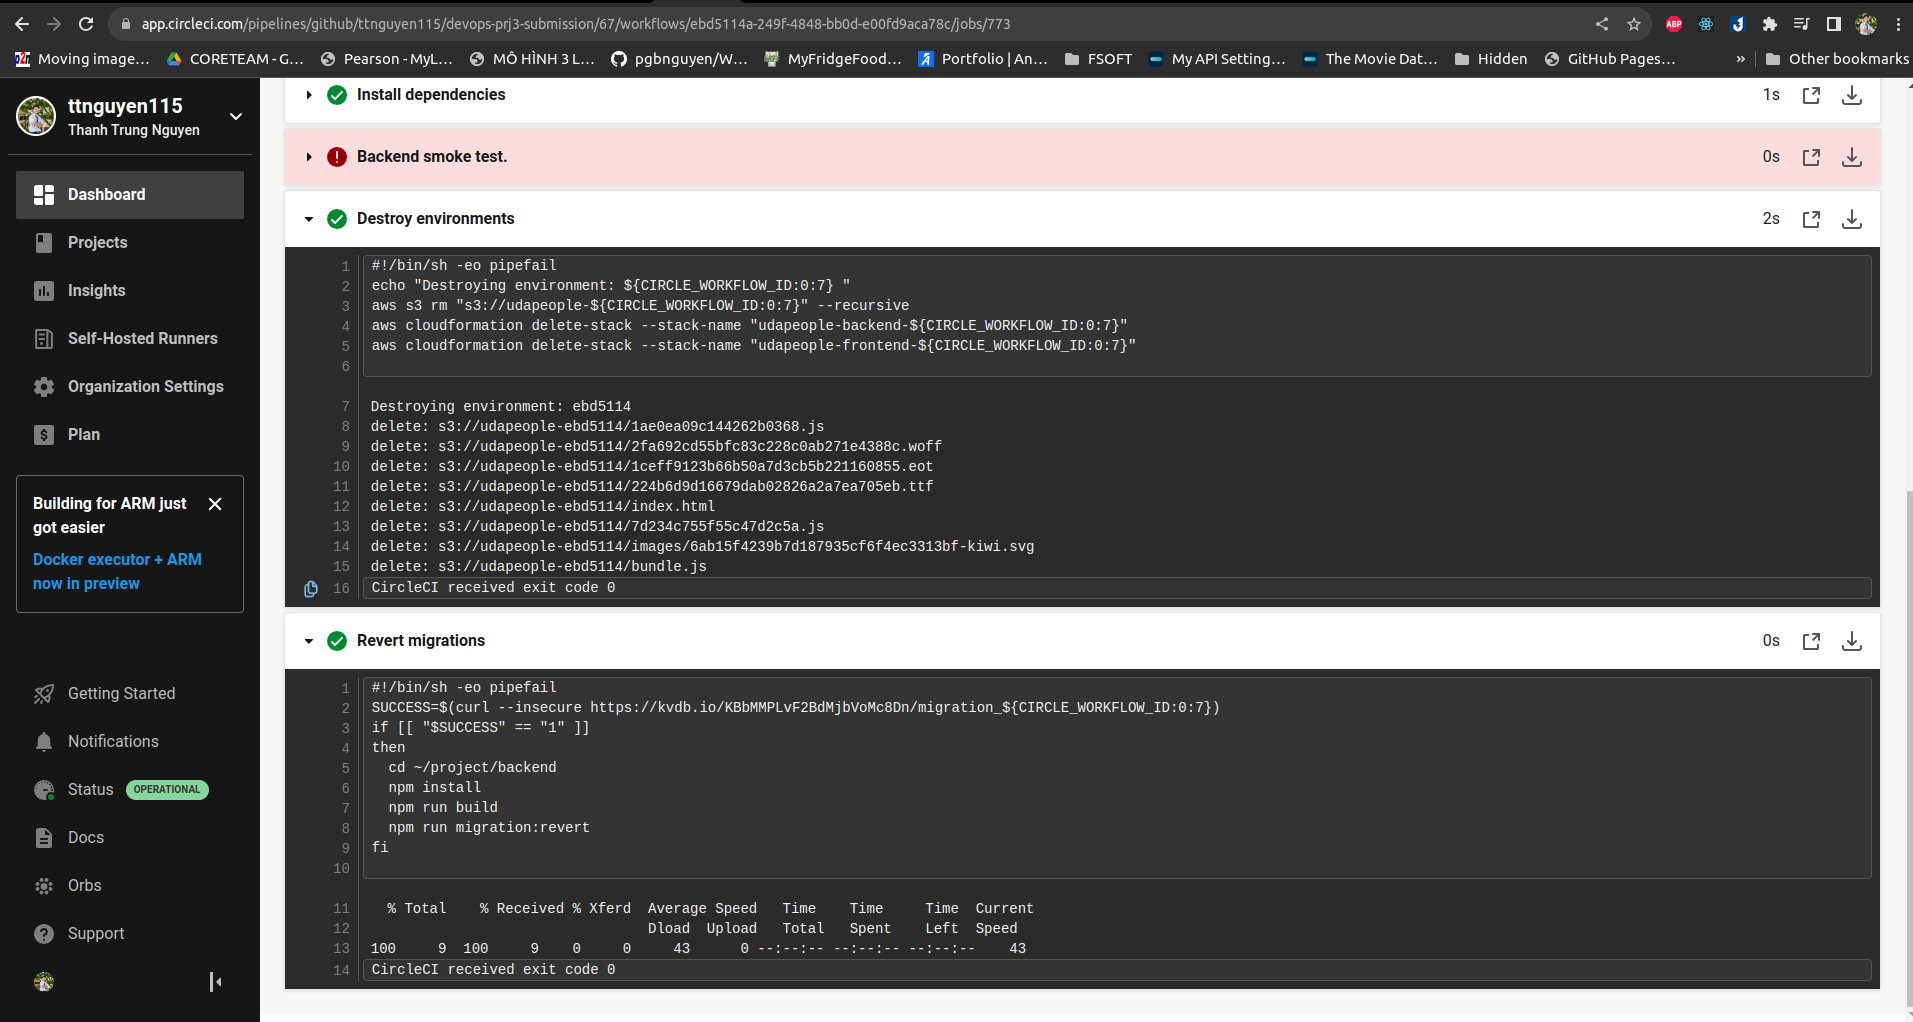 app.circleci.com/pipelines/github/ttnguyen115/devops-prj3-submission/67/workflows/ebd5114a-249f-4848-bb0d-e00fd9aca78c/jobs/773
ABP
Moving image…
CORETEAM - G…
Pearson - MyL…
MÔ HÌNH 3 L…
pgbnguyen/W…
MyFridgeFood…
Portfolio | An…
FSOFT
My API Setting…
The Movie Dat…
Hidden
GitHub Pages…
»
Other bookmarks
ttnguyen115
Thanh Trung Nguyen
Dashboard
Projects
Insights
Self-Hosted Runners
Organization Settings
Plan
Building for ARM just
got easier
Docker executor + ARM
now in preview
Getting Started
Notifications
Status OPERATIONAL
Docs
Orbs
Support
Install dependencies 1s
Backend smoke test. 0s
Destroy environments 2s
1 #!/bin/sh -eo pipefail
2 echo "Destroying environment: ${CIRCLE_WORKFLOW_ID:0:7} "
3 aws s3 rm "s3://udapeople-${CIRCLE_WORKFLOW_ID:0:7}" --recursive
4 aws cloudformation delete-stack --stack-name "udapeople-backend-${CIRCLE_WORKFLOW_ID:0:7}"
5 aws cloudformation delete-stack --stack-name "udapeople-frontend-${CIRCLE_WORKFLOW_ID:0:7}"
6
7 Destroying environment: ebd5114
8 delete: s3://udapeople-ebd5114/1ae0ea09c144262b0368.js
9 delete: s3://udapeople-ebd5114/2fa692cd55bfc83c228c0ab271e4388c.woff
10 delete: s3://udapeople-ebd5114/1ceff9123b66b50a7d3cb5b221160855.eot
11 delete: s3://udapeople-ebd5114/224b6d9d16679dab02826a2a7ea705eb.ttf
12 delete: s3://udapeople-ebd5114/index.html
13 delete: s3://udapeople-ebd5114/7d234c755f55c47d2c5a.js
14 delete: s3://udapeople-ebd5114/images/6ab15f4239b7d187935cf6f4ec3313bf-kiwi.svg
15 delete: s3://udapeople-ebd5114/bundle.js
16 CircleCI received exit code 0
Revert migrations 0s
1 #!/bin/sh -eo pipefail
2 SUCCESS=$(curl --insecure https://kvdb.io/KBbMMPLvF2BdMjbVoMc8Dn/migration_${CIRCLE_WORKFLOW_ID:0:7})
3 if [[ "$SUCCESS" == "1" ]]
4 then
5 cd ~/project/backend
6 npm install
7 npm run build
8 npm run migration:revert
9 fi
10
11 % Total % Received % Xferd Average Speed Time Time Time Current
12 Dload Upload Total Spent Left Speed
13 100 9 100 9 0 0 43 0 --:--:-- --:--:-- --:--:-- 43
14 CircleCI received exit code 0